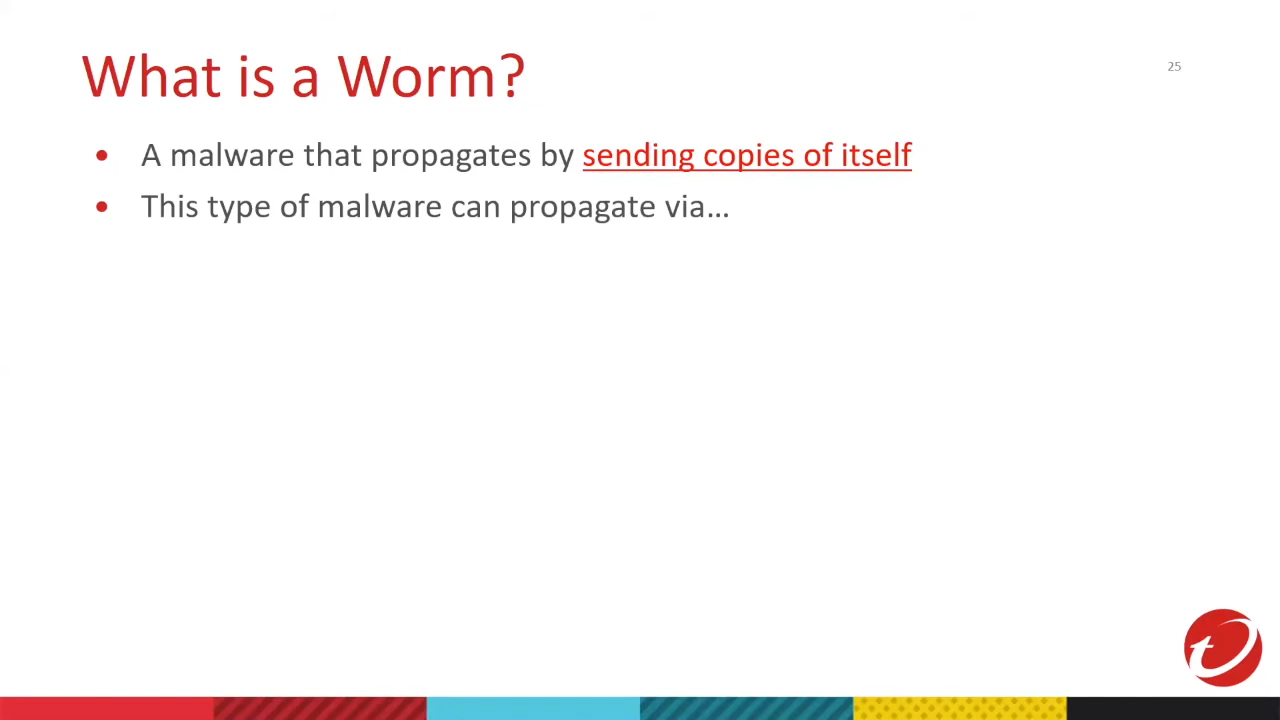 What is a Worm?
25
• A malware that propagates by sending copies of itself
• This type of malware can propagate via…